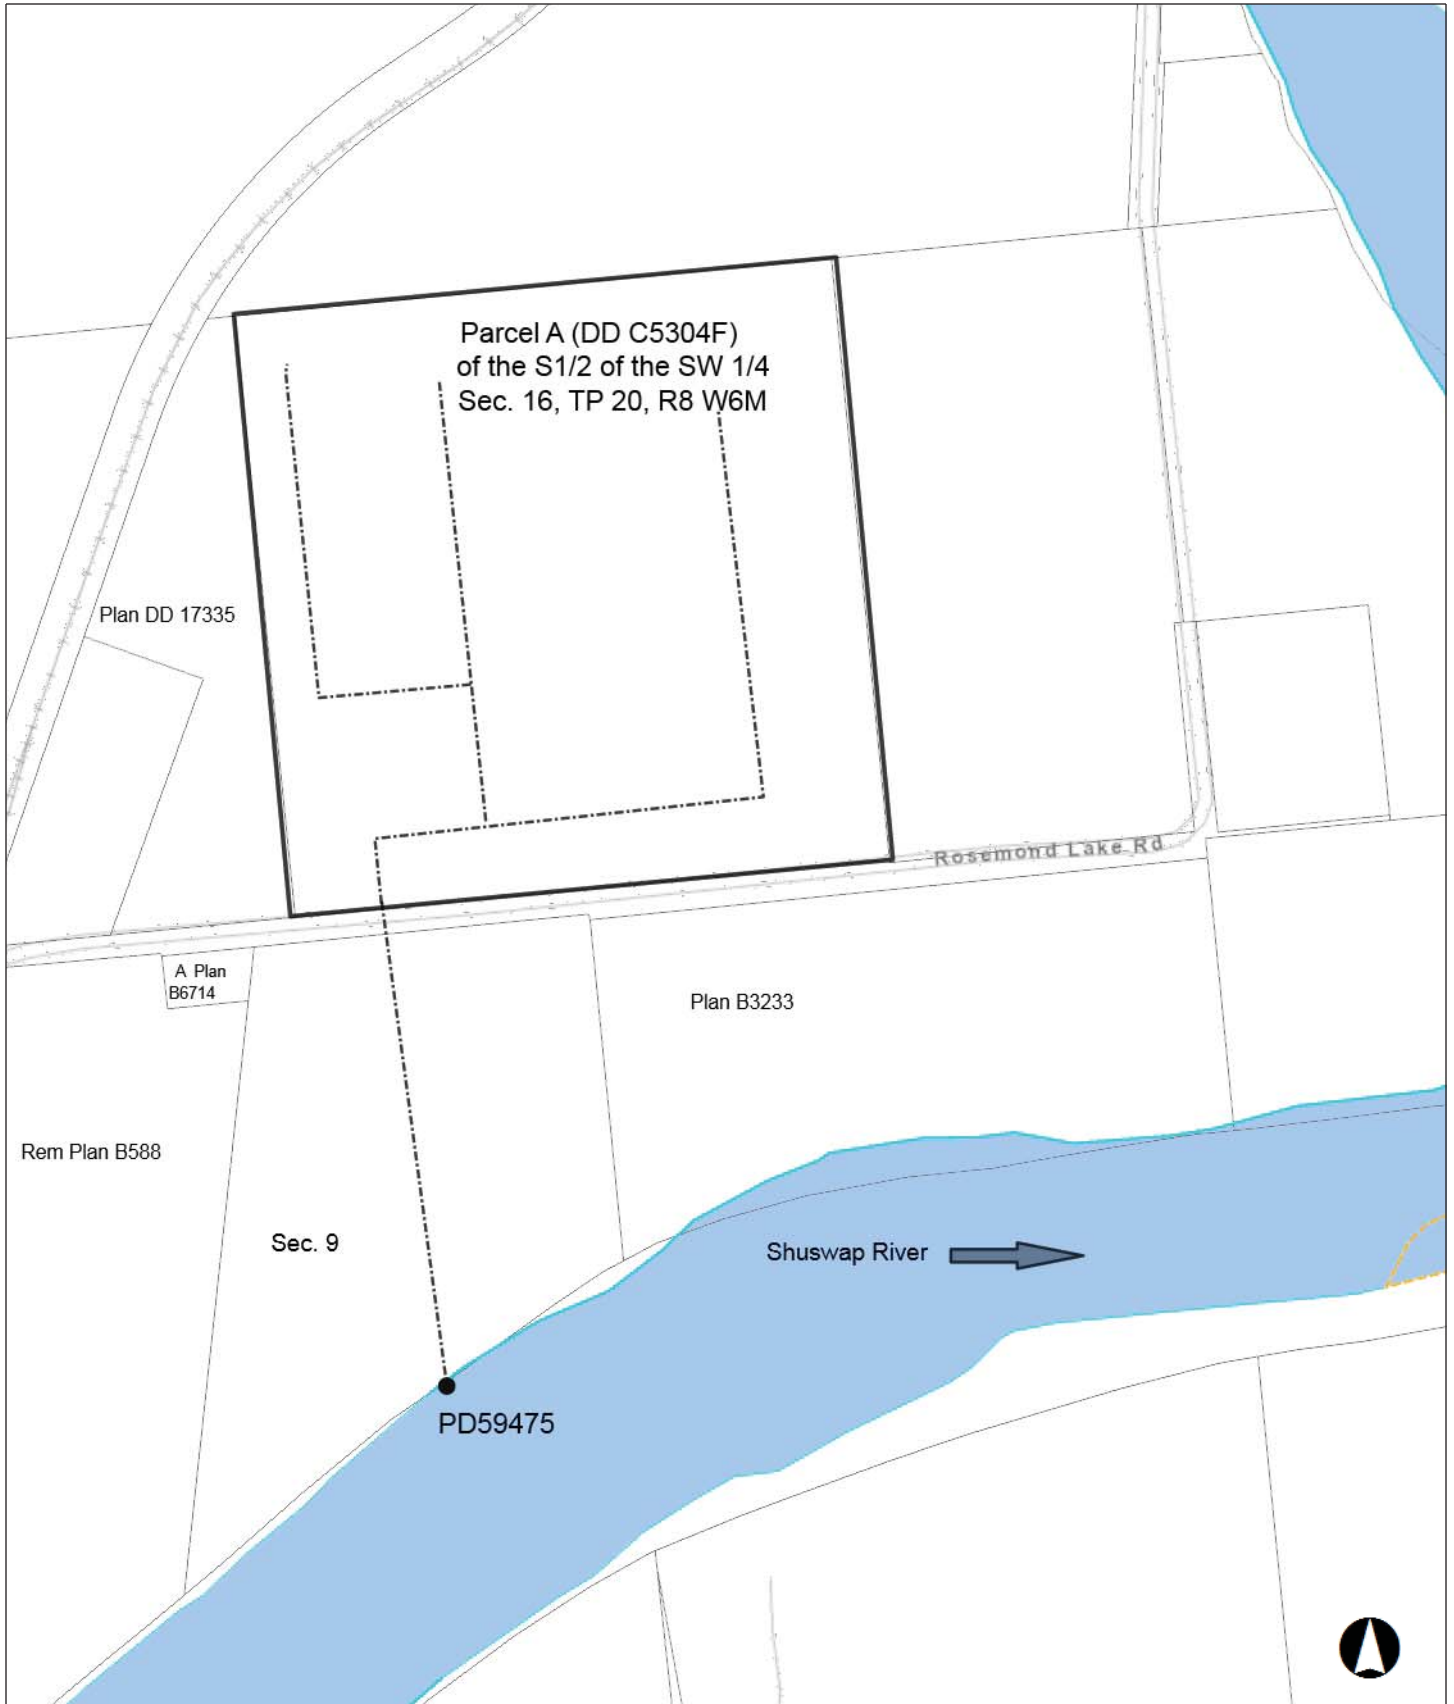 Parcel A (DD C5304F)
of the S1/2 of the SW 1/4
Sec. 16, TP 20, R8 W6M
Plan DD 17335
Rosemond Lake Rd
A Plan
B6714
Plan B3233
Rem Plan B588
Sec. 9
Shuswap River
PD59475